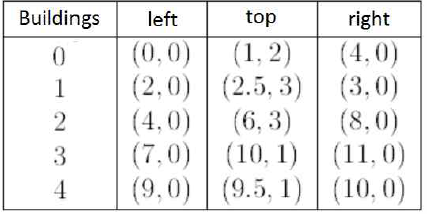 Buildings left top right
0 (0, 0) (1, 2) (4, 0)
1 (2, 0) (2.5, 3) (3, 0)
2 (4, 0) (6, 3) (8, 0)
3 (7, 0) (10, 1) (11, 0)
4 (9, 0) (9.5, 1) (10, 0)